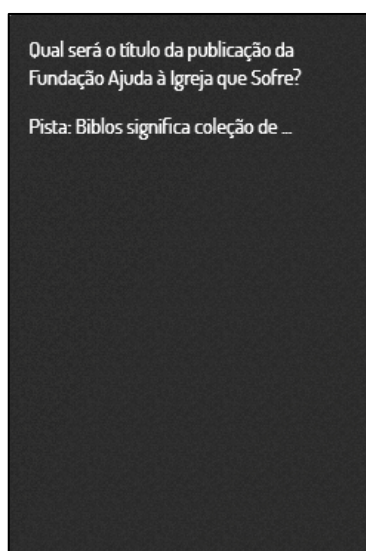 Qual será o título da publicação da
Fundação Ajuda à Igreja que Sofre?
Pista: Biblos significa coleção de ...